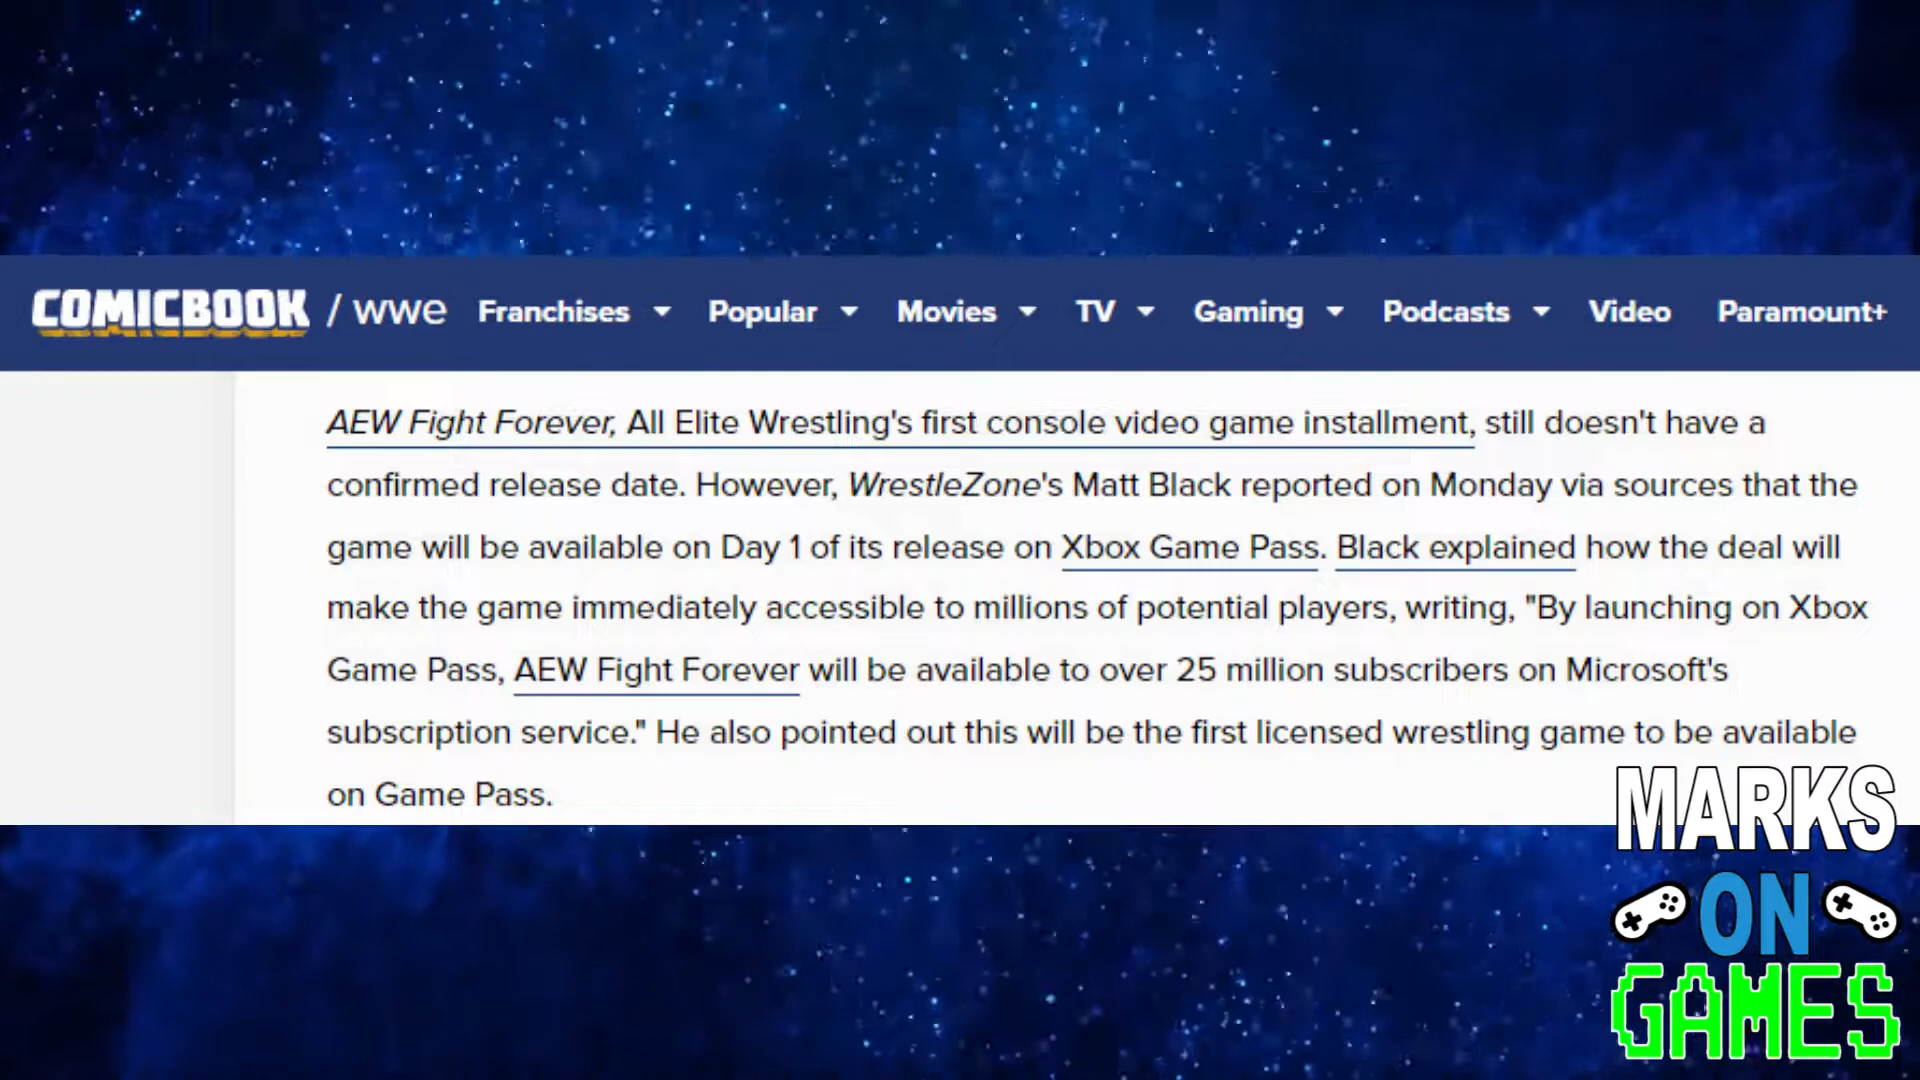 COMICBOOK / wwe Franchises Popular Movies TV Gaming Podcasts Video Paramount+
AEW Fight Forever, All Elite Wrestling's first console video game installment, still doesn't have a
confirmed release date. However, WrestleZone's Matt Black reported on Monday via sources that the
game will be available on Day 1 of its release on Xbox Game Pass. Black explained how the deal will
make the game immediately accessible to millions of potential players, writing, "By launching on Xbox
Game Pass, AEW Fight Forever will be available to over 25 million subscribers on Microsoft's
subscription service." He also pointed out this will be the first licensed wrestling game to be available
on Game Pass.
MARKS
ON
GAMES